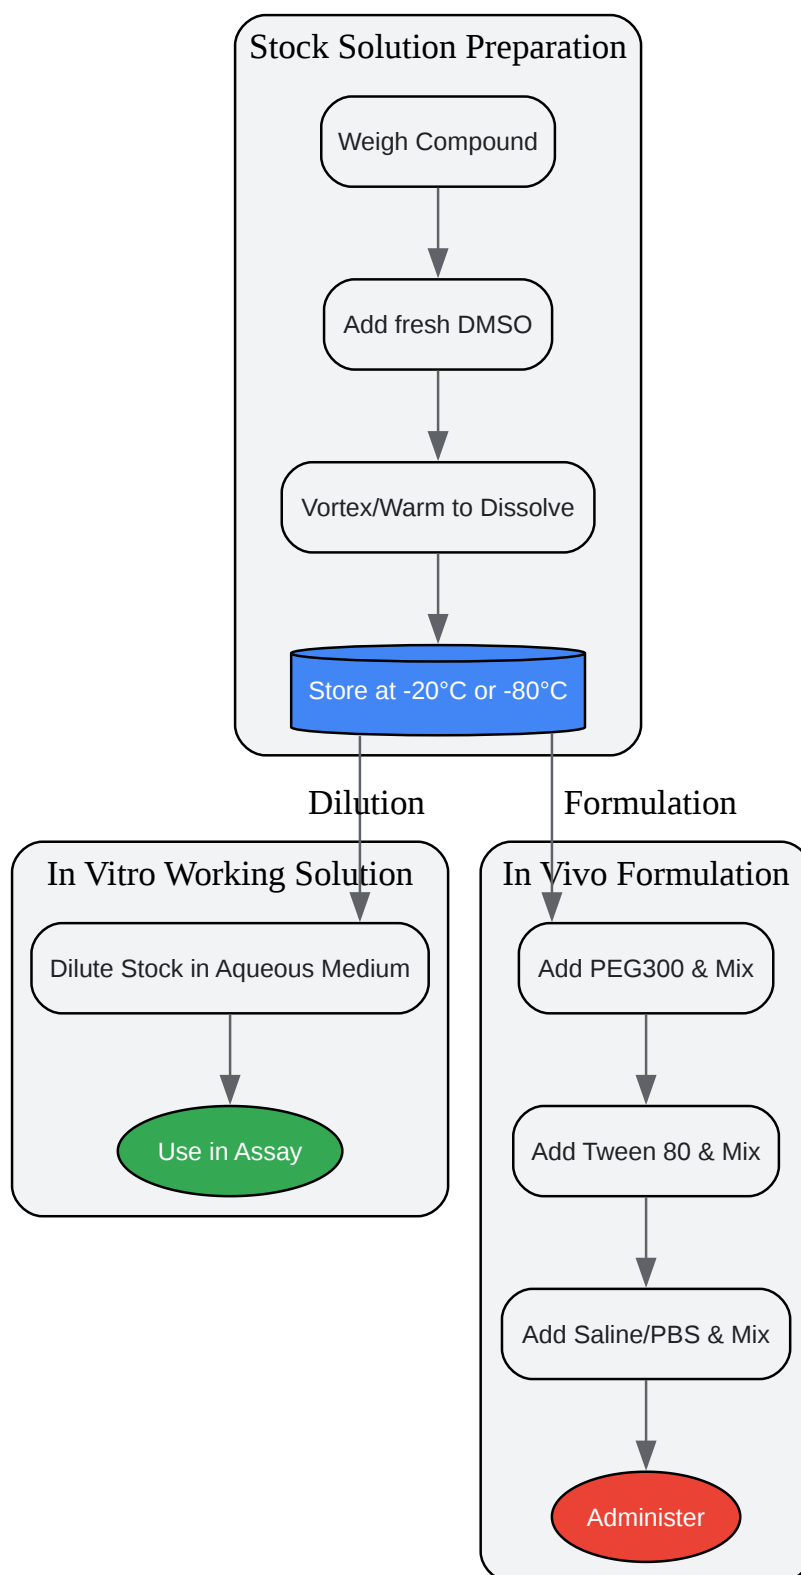 Stock Solution Preparation
Weigh Compound
Add fresh DMSO
Vortex/Warm to Dissolve
Store at -20°C or -80°C
Dilution
Formulation
In Vitro Working Solution
Dilute Stock in Aqueous Medium
Use in Assay
In Vivo Formulation
Add PEG300 & Mix
Add Tween 80 & Mix
Add Saline/PBS & Mix
Administer